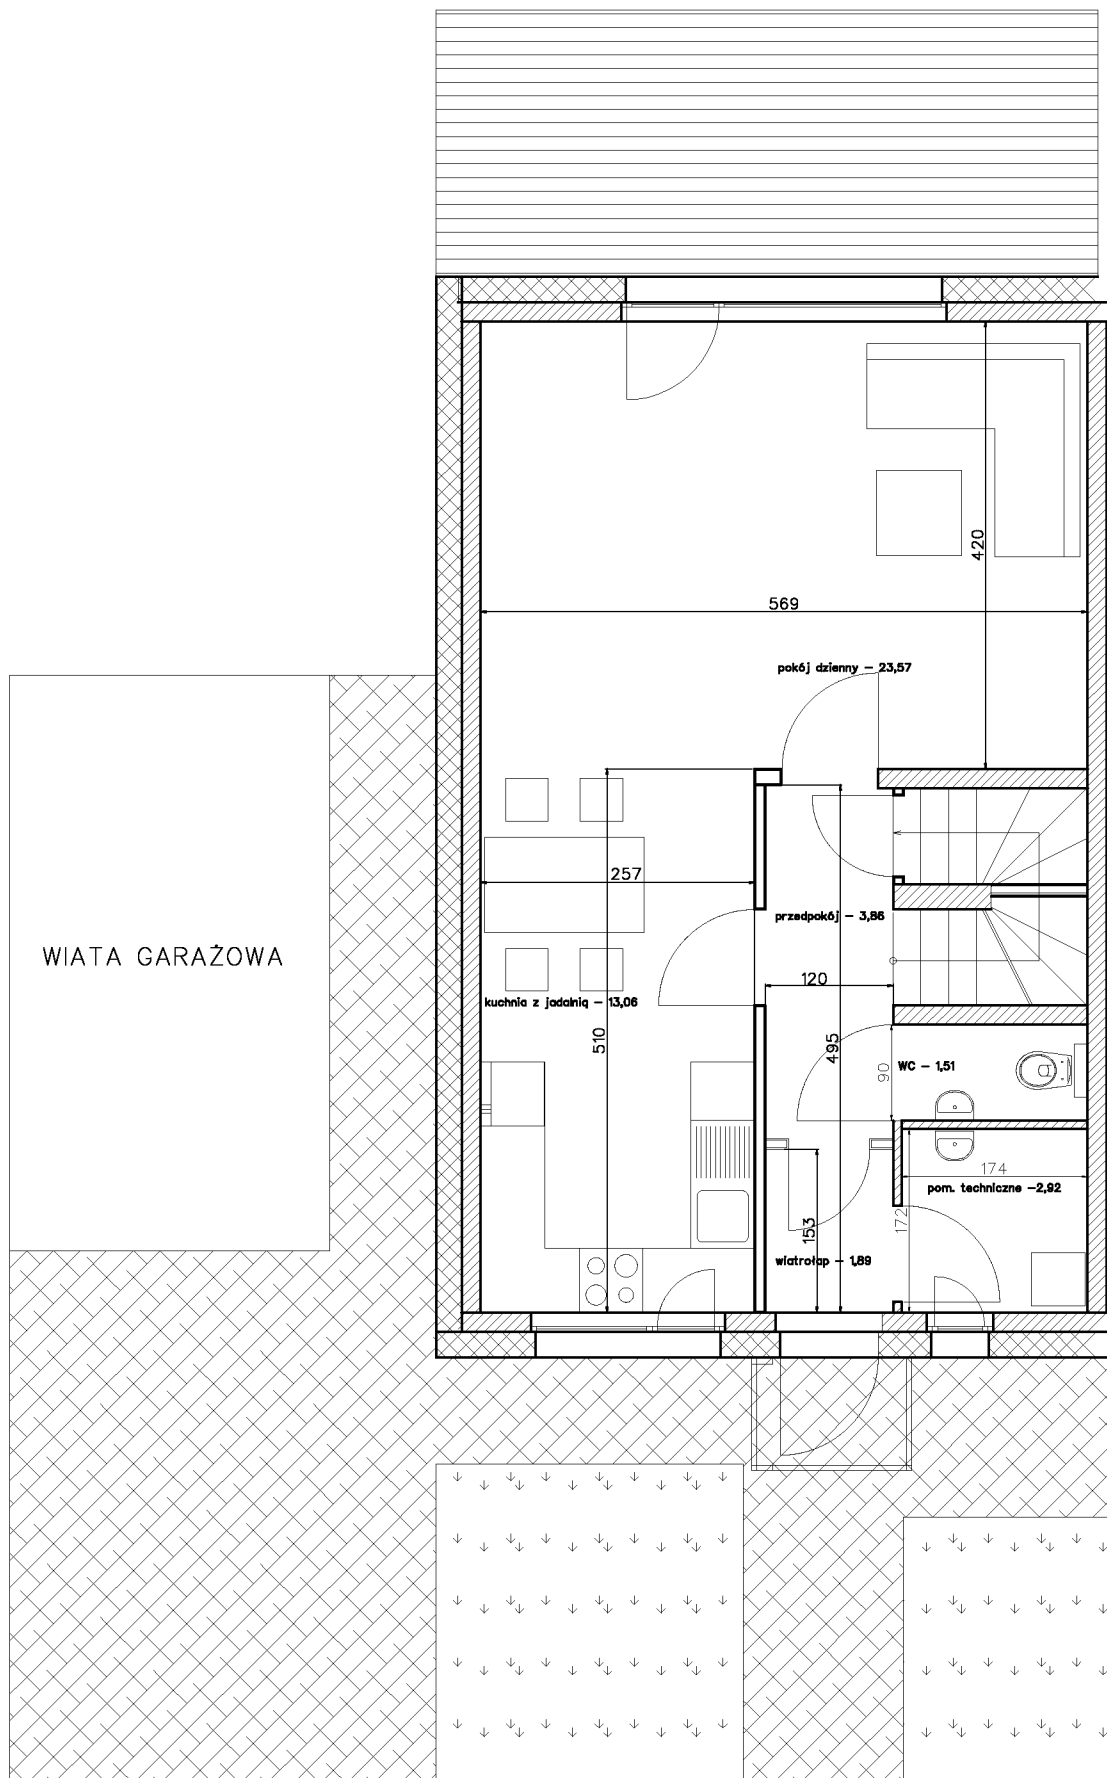 420
569
pokój dzienny – 23,57
257
przedpokój – 3,86
WIATA GARAŻOWA
120
kuchnia z jadalnią – 13,06
510
495
90
WC – 1,51
174
pom. techniczne –2,92
172
153
wiatrołap – 1,89